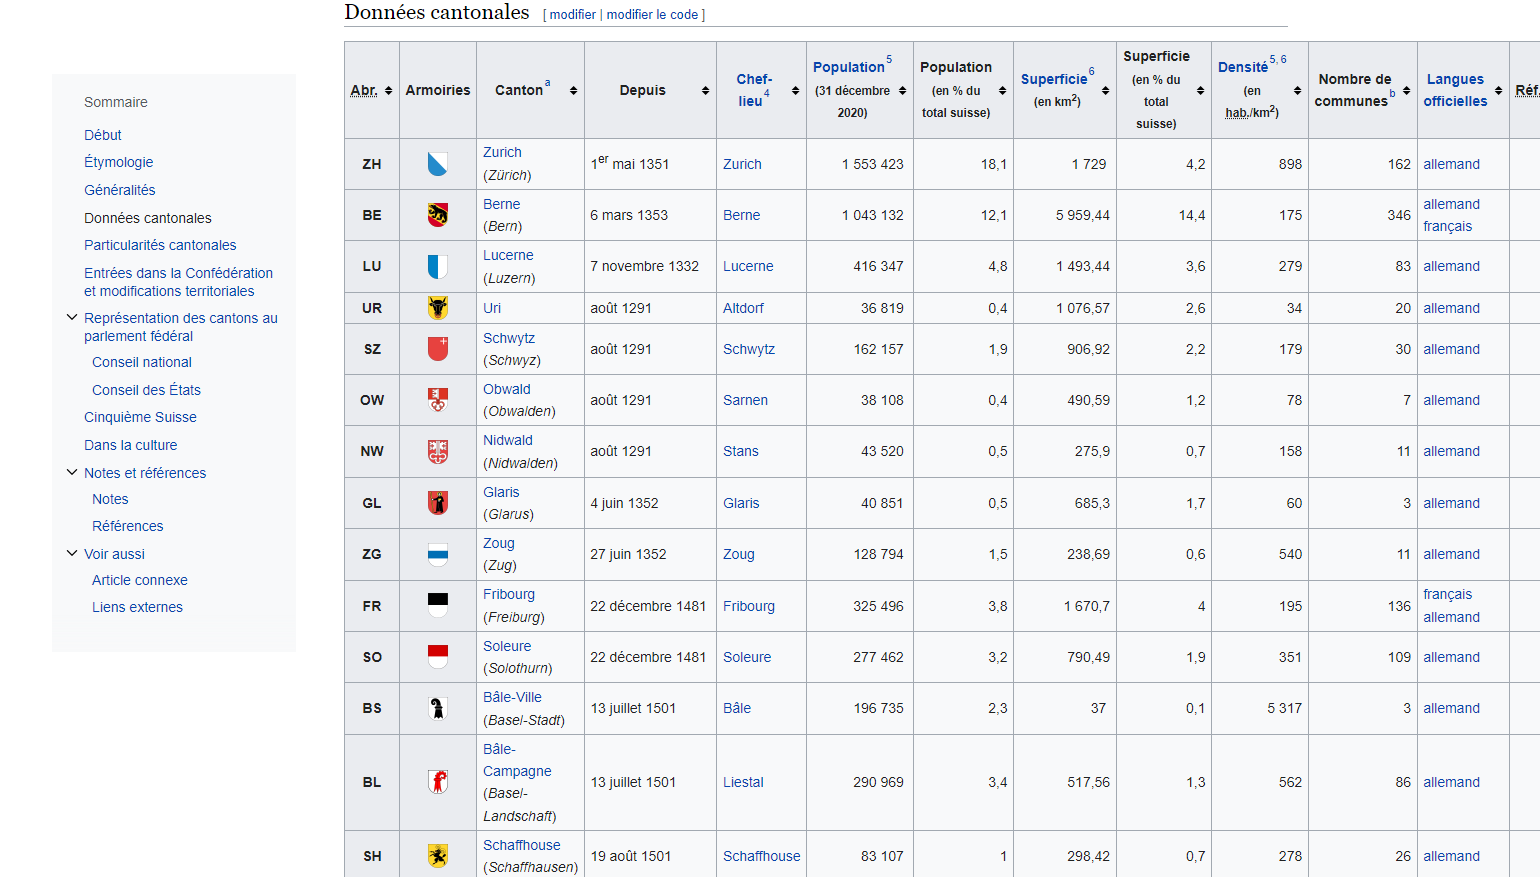 Données cantonales [ modifier | modifier le code ]
Sommaire
Début
Étymologie
Généralités
Données cantonales
Particularités cantonales
Entrées dans la Confédération
et modifications territoriales
Représentation des cantons au
parlement fédéral
Conseil national
Conseil des États
Cinquième Suisse
Dans la culture
Notes et références
Notes
Références
Voir aussi
Article connexe
Liens externes
Abr. Armoiries Canton a Depuis Chef-lieu 4 Population 5 (31 décembre 2020) Population (en % du total suisse) Superficie 6 (en km2) Superficie (en % du total suisse) Densité 5, 6 (en hab./km2) Nombre de communes b Langues officielles Réf.
ZH Zurich (Zürich) 1er mai 1351 Zurich 1 553 423 18,1 1 729 4,2 898 162 allemand
BE Berne (Bern) 6 mars 1353 Berne 1 043 132 12,1 5 959,44 14,4 175 346 allemand français
LU Lucerne (Luzern) 7 novembre 1332 Lucerne 416 347 4,8 1 493,44 3,6 279 83 allemand
UR Uri août 1291 Altdorf 36 819 0,4 1 076,57 2,6 34 20 allemand
SZ Schwytz (Schwyz) août 1291 Schwytz 162 157 1,9 906,92 2,2 179 30 allemand
OW Obwald (Obwalden) août 1291 Sarnen 38 108 0,4 490,59 1,2 78 7 allemand
NW Nidwald (Nidwalden) août 1291 Stans 43 520 0,5 275,9 0,7 158 11 allemand
GL Glaris (Glarus) 4 juin 1352 Glaris 40 851 0,5 685,3 1,7 60 3 allemand
ZG Zoug (Zug) 27 juin 1352 Zoug 128 794 1,5 238,69 0,6 540 11 allemand
FR Fribourg (Freiburg) 22 décembre 1481 Fribourg 325 496 3,8 1 670,7 4 195 136 français allemand
SO Soleure (Solothurn) 22 décembre 1481 Soleure 277 462 3,2 790,49 1,9 351 109 allemand
BS Bâle-Ville (Basel-Stadt) 13 juillet 1501 Bâle 196 735 2,3 37 0,1 5 317 3 allemand
BL Bâle-Campagne (Basel-Landschaft) 13 juillet 1501 Liestal 290 969 3,4 517,56 1,3 562 86 allemand
SH Schaffhouse (Schaffhausen) 19 août 1501 Schaffhouse 83 107 1 298,42 0,7 278 26 allemand